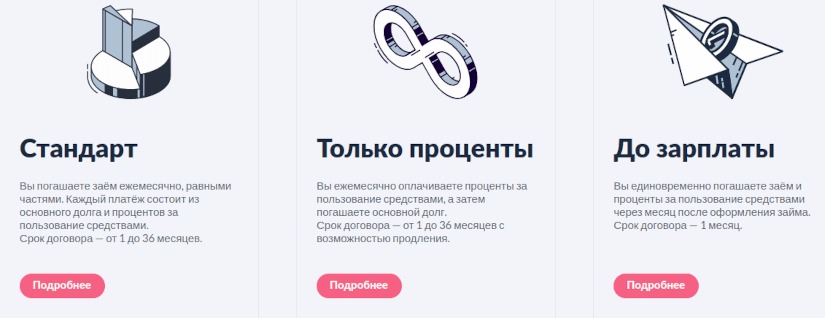 Стандарт
Вы погашаете заём ежемесячно, равными
частями. Каждый платёж состоит из
основного долга и процентов за
пользование средствами.
Срок договора — от 1 до 36 месяцев.
Подробнее
Только проценты
Вы ежемесячно оплачиваете проценты за
пользование средствами, а затем
погашаете основной долг.
Срок договора — от 1 до 36 месяцев с
возможностью продления.
Подробнее
До зарплаты
Вы единовременно погашаете заём и
проценты за пользование средствами
через месяц после оформления займа.
Срок договора — 1 месяц.
Подробнее